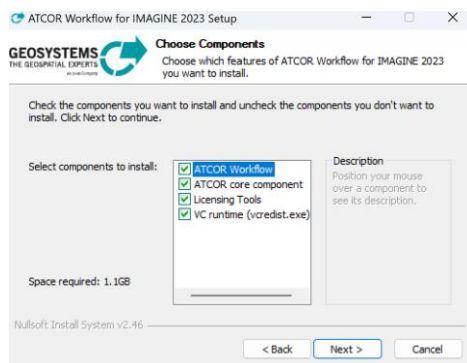 ATCOR Workflow for IMAGINE 2023 Setup
GEOSYSTEMS
THE GEOSPATIAL EXPERTS
Choose Components
Choose which features of ATCOR Workflow for IMAGINE 2023
you want to install.
Check the components you want to install and uncheck the components you don't want to
install. Click Next to continue.
Select components to install:
ATCOR Workflow
ATCOR core component
Licensing Tools
VC runtime (vcredist.exe)
Description
Position your mouse
over a component to
see its description.
Space required: 1.1GB
Nullsoft Install System v2.46
< Back
Next >
Cancel